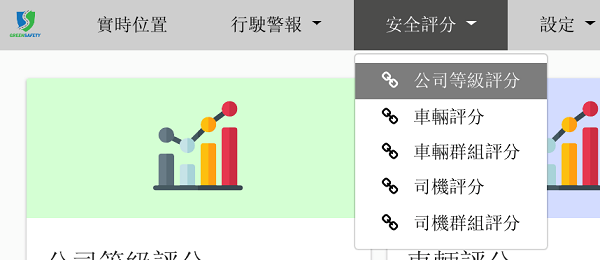 GREENSAFETY
實時位置
行駛警報
安全評分
設定
公司等級評分
車輛評分
車輛群組評分
司機評分
司機群組評分
公司等級評分
車輛評分